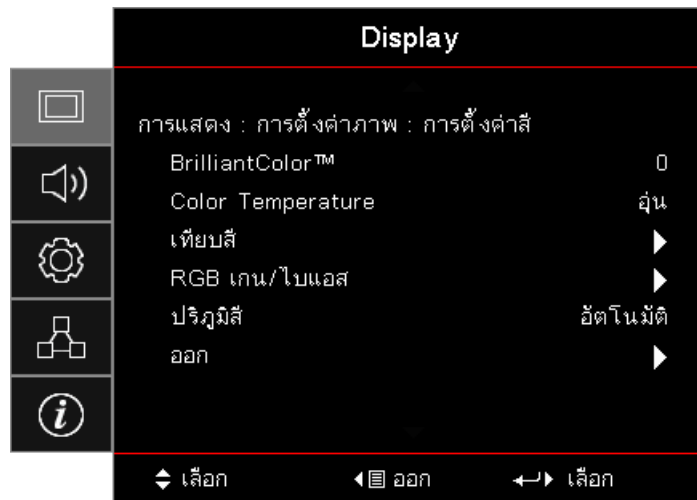 Display
การแสดง : การตั้งค่าภาพ : การตั้งค่าสี
BrilliantColor™ 0
Color Temperature อุ่น
เทียบสี
RGB เกน/ไบแอส
ปริภูมิสี อัตโนมัติ
ออก
เลือก ออก เลือก